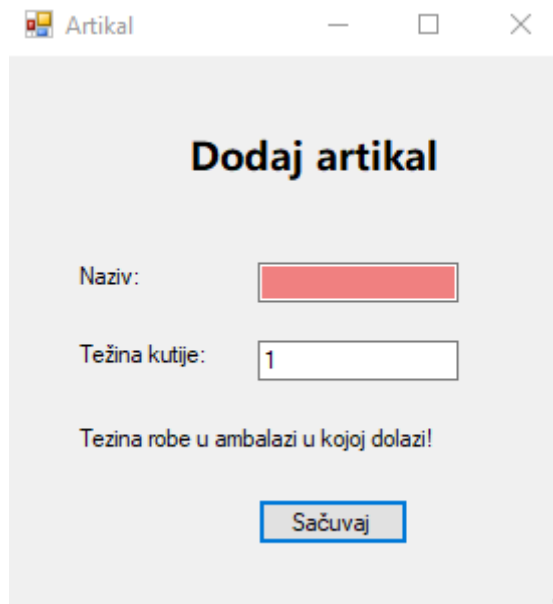 Artikal
Dodaj artikal
Naziv:
Težina kutije: 1
Tezina robe u ambalazi u kojoj dolazi!
Sačuvaj